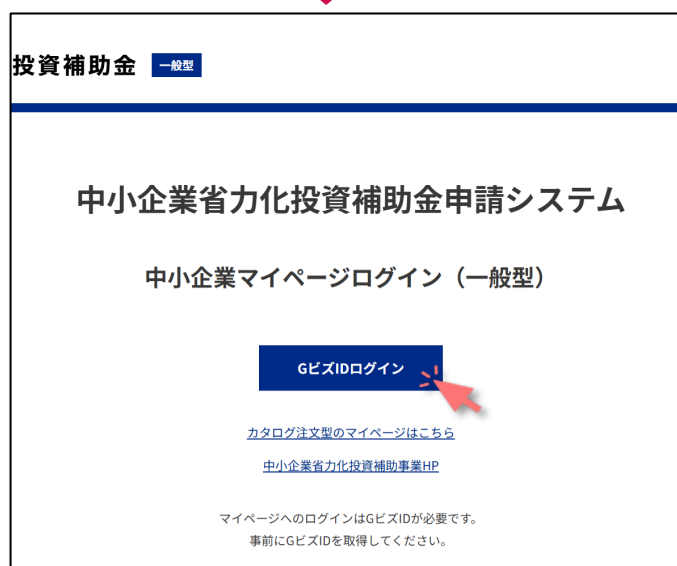 投資補助金 一般型
中小企業省力化投資補助金申請システム
中小企業マイページログイン（一般型）
GビズIDログイン
カタログ注文型のマイページはこちら
中小企業省力化投資補助事業HP
マイページへのログインはGビズIDが必要です。
事前にGビズIDを取得してください。